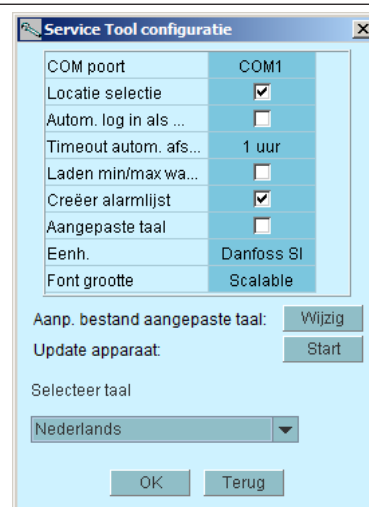 Service Tool configuratie
COM poort COM1
Locatie selectie
Autom. log in als ...
Timeout autom. afs... 1 uur
Laden min/max wa...
Creëer alarmlijst
Aangepaste taal
Eenh. Danfoss SI
Font grootte Scalable
Aanp. bestand aangepaste taal: Wijzig
Update apparaat: Start
Selecteer taal
Nederlands
OK Terug